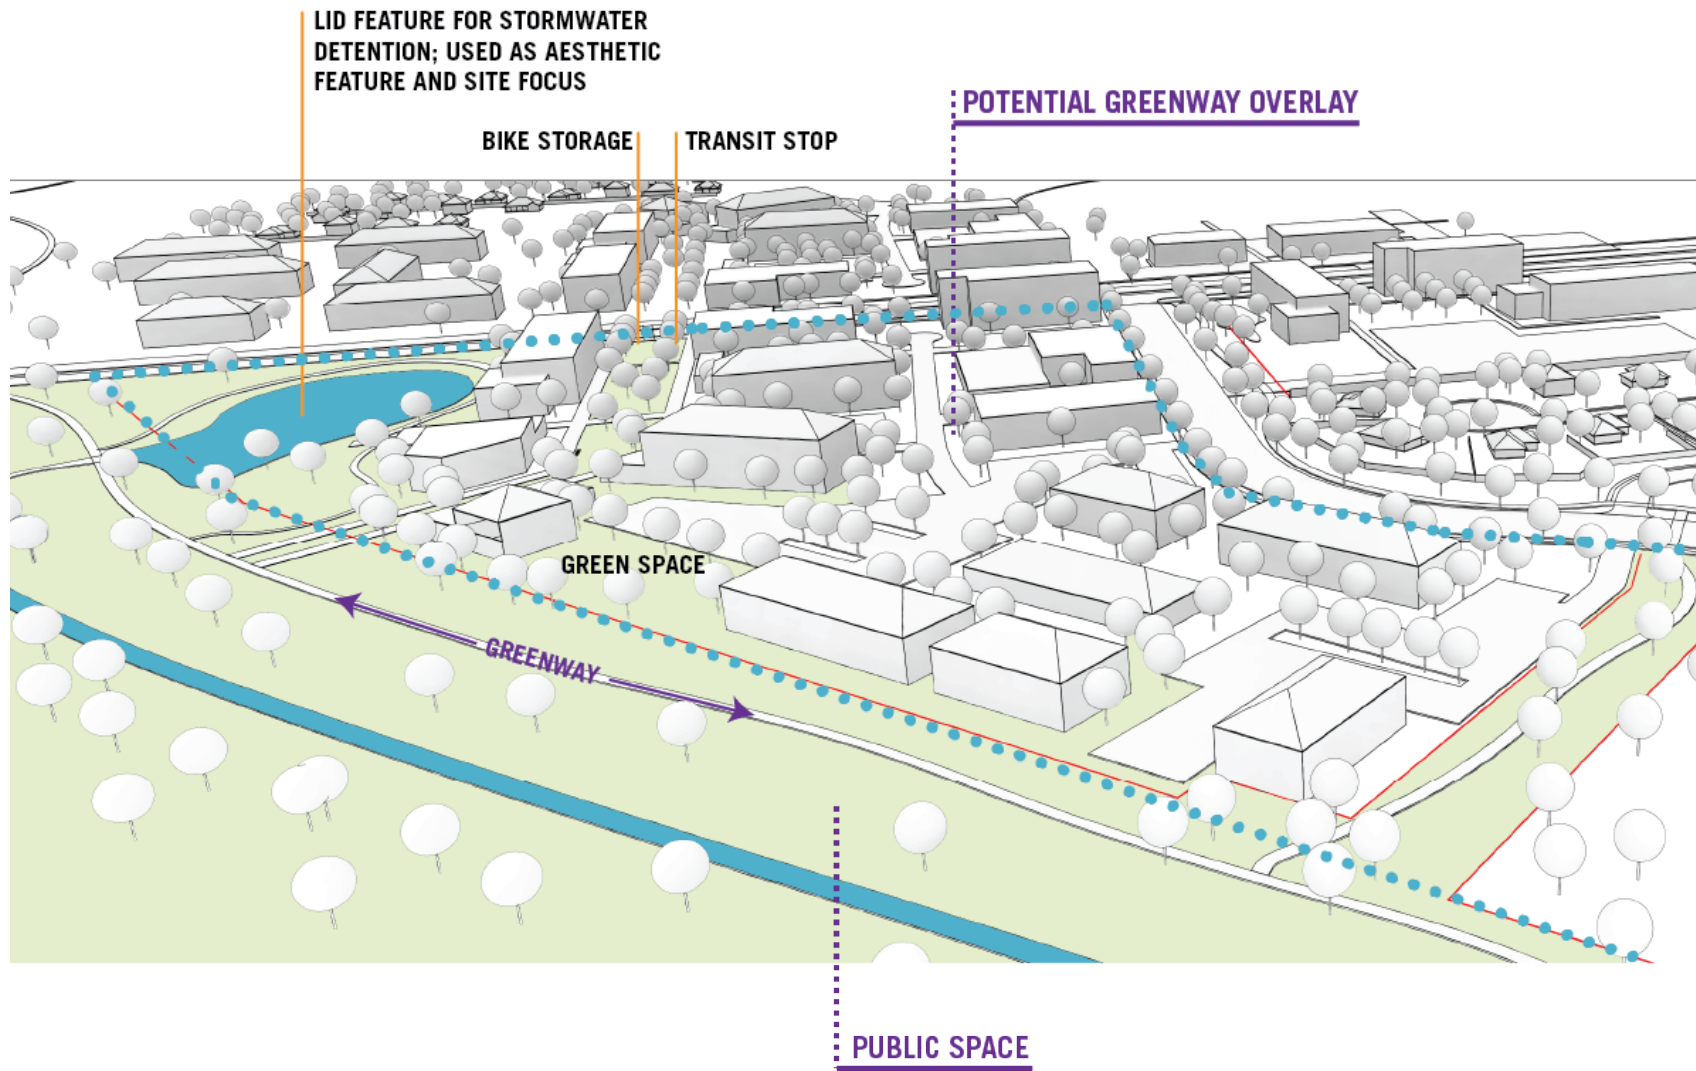 LID FEATURE FOR STORMWATER
DETENTION; USED AS AESTHETIC
FEATURE AND SITE FOCUS
POTENTIAL GREENWAY OVERLAY
BIKE STORAGE
TRANSIT STOP
GREEN SPACE
GREENWAY
PUBLIC SPACE